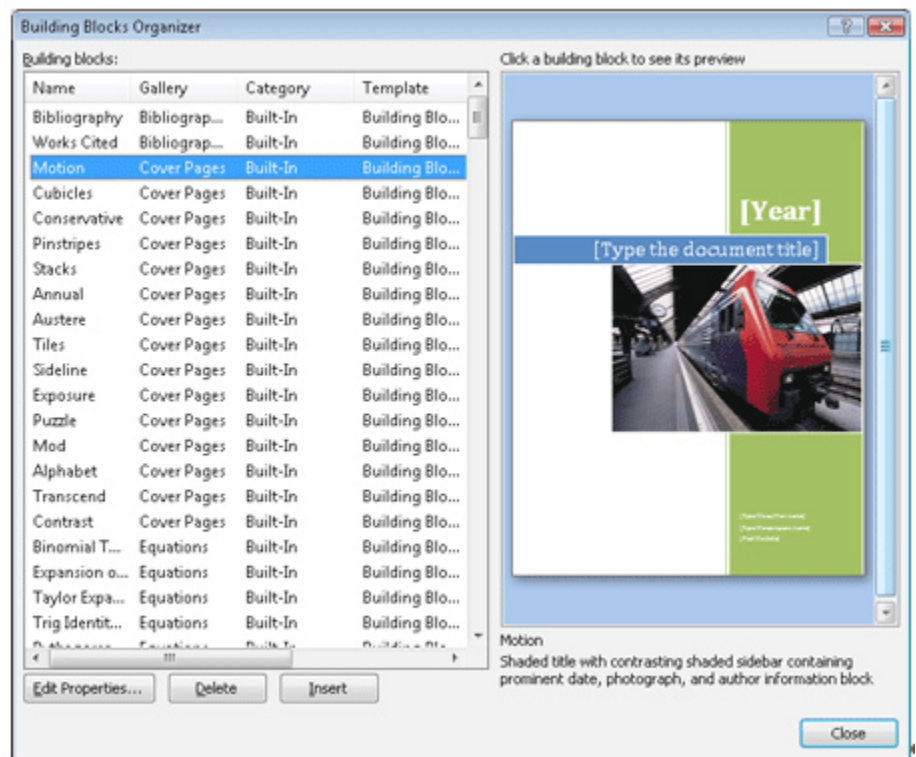 Building Blocks Organizer
Building blocks:
Click a building block to see its preview
Name Gallery Category Template
Bibliography Bibliograp... Built-In Building Blo...
Works Cited Bibliograp... Built-In Building Blo...
Motion Cover Pages Built-In Building Blo...
Cubicles Cover Pages Built-In Building Blo...
Conservative Cover Pages Built-In Building Blo...
Pinstripes Cover Pages Built-In Building Blo...
Stacks Cover Pages Built-In Building Blo...
Annual Cover Pages Built-In Building Blo...
Austere Cover Pages Built-In Building Blo...
Tiles Cover Pages Built-In Building Blo...
Sideline Cover Pages Built-In Building Blo...
Exposure Cover Pages Built-In Building Blo...
Puzzle Cover Pages Built-In Building Blo...
Mod Cover Pages Built-In Building Blo...
Alphabet Cover Pages Built-In Building Blo...
Transcend Cover Pages Built-In Building Blo...
Contrast Cover Pages Built-In Building Blo...
Binomial T... Equations Built-In Building Blo...
Expansion o... Equations Built-In Building Blo...
Taylor Expa... Equations Built-In Building Blo...
Trig Identit... Equations Built-In Building Blo...
[Year]
[Type the document title]
Motion
Shaded title with contrasting shaded sidebar containing
prominent date, photograph, and author information block
Edit Properties... Delete Insert
Close